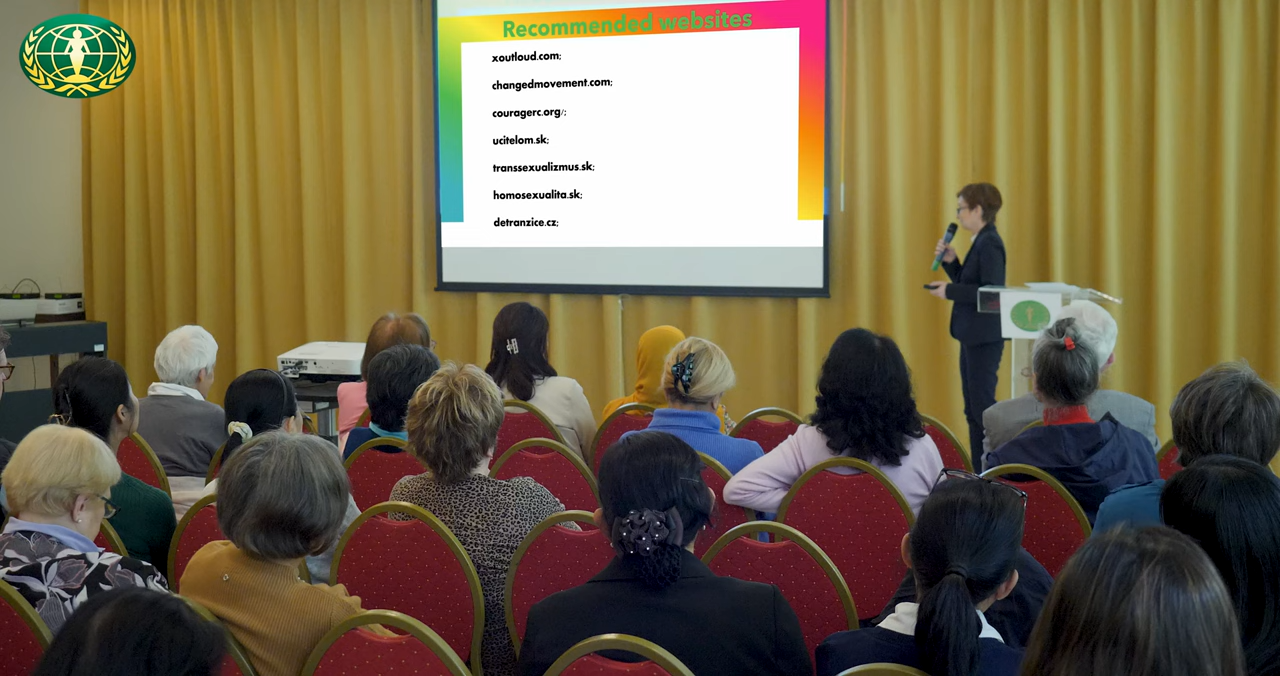 Recommended websites
xoutloud.com;
changedmovement.com;
couragerc.org/;
ucitelom.sk;
transsexualizmus.sk;
homosexualita.sk;
detranzice.cz;